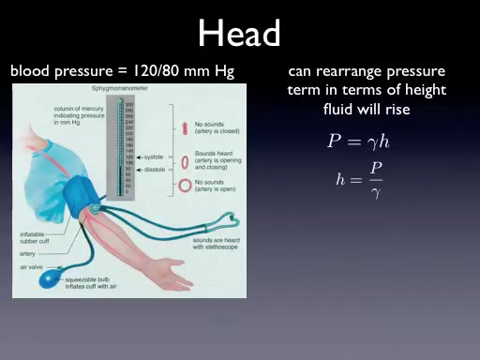 Head
blood pressure = 120/80 mm Hg
Sphygmomanometer
column of mercury
indicating pressure
in mm Hg
300
No sounds
(artery is closed)
systole
Sounds heard
(artery is opening
and closing)
diastole
No sounds
(artery is open)
inflatable
rubber cuff
artery
air valve
squeezable bulb
inflates cuff with air
sounds are heard
with stethoscope
can rearrange pressure
term in terms of height
fluid will rise
P = γh
h = P/γ